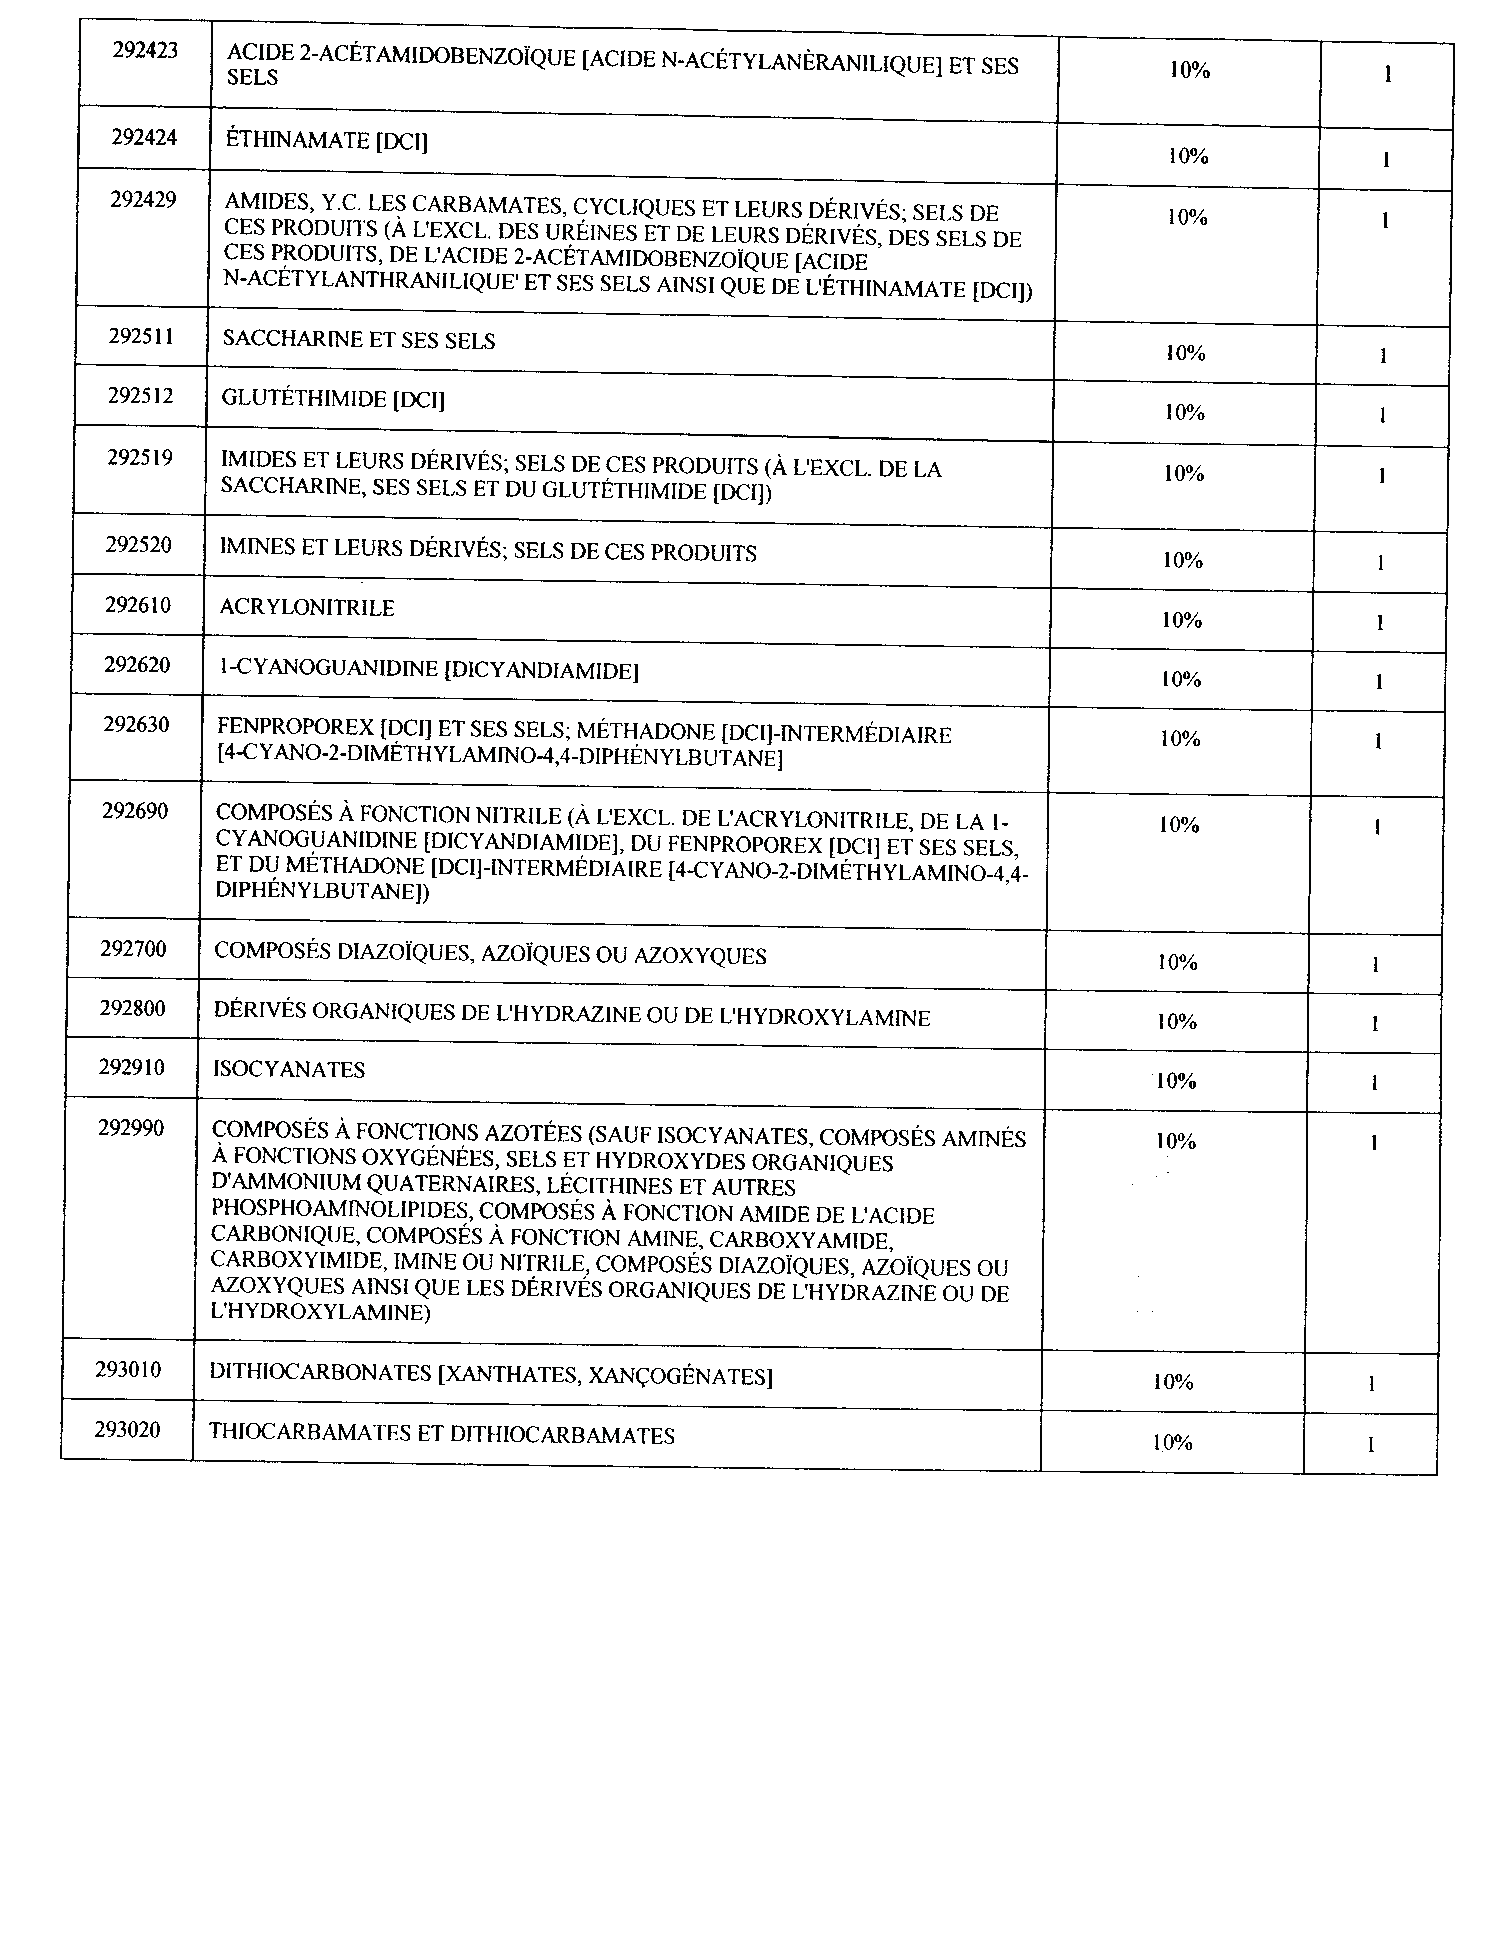 292423 ACIDE 2-ACÉTAMIDOBENZOÏQUE [ACIDE N-ACÉTYLANÈRANILIQUE] ET SES 10% 1
SELS
292424 ÉTHINAMATE [DCI] 10% 1
292429 AMIDES, Y.C. LES CARBAMATES, CYCLIQUES ET LEURS DÉRIVÉS; SELS DE 10% 1
CES PRODUITS (À L'EXCL. DES URÉINES ET DE LEURS DÉRIVÉS, DES SELS DE
CES PRODUITS, DE L'ACIDE 2-ACÉTAMIDOBENZOÏQUE [ACIDE
N-ACÉTYLANTHRANILIQUE' ET SES SELS AINSI QUE DE L'ÉTHINAMATE [DCI])
292511 SACCHARINE ET SES SELS 10% 1
292512 GLUTÉTHIMIDE [DCI] 10% 1
292519 IMIDES ET LEURS DÉRIVÉS; SELS DE CES PRODUITS (À L'EXCL. DE LA 10% 1
SACCHARINE, SES SELS ET DU GLUTÉTHIMIDE [DCI])
292520 IMINES ET LEURS DÉRIVÉS; SELS DE CES PRODUITS 10% 1
292610 ACRYLONITRILE 10% 1
292620 1-CYANOGUANIDINE [DICYANDIAMIDE] 10% 1
292630 FENPROPOREX [DCI] ET SES SELS; MÉTHADONE [DCI]-INTERMÉDIAIRE 10% 1
[4-CYANO-2-DIMÉTHYLAMINO-4,4-DIPHÉNYLBUTANE]
292690 COMPOSÉS À FONCTION NITRILE (À L'EXCL. DE L'ACRYLONITRILE, DE LA 1- 10% 1
CYANOGUANIDINE [DICYANDIAMIDE], DU FENPROPOREX [DCI] ET SES SELS,
ET DU MÉTHADONE [DCI]-INTERMÉDIAIRE [4-CYANO-2-DIMÉTHYLAMINO-4,4-
DIPHÉNYLBUTANE])
292700 COMPOSÉS DIAZOÏQUES, AZOÏQUES OU AZOXYQUES 10% 1
292800 DÉRIVÉS ORGANIQUES DE L'HYDRAZINE OU DE L'HYDROXYLAMINE 10% 1
292910 ISOCYANATES 10% 1
292990 COMPOSÉS À FONCTIONS AZOTÉES (SAUF ISOCYANATES, COMPOSÉS AMINÉS 10% 1
À FONCTIONS OXYGÉNÉES, SELS ET HYDROXYDES ORGANIQUES
D'AMMONIUM QUATERNAIRES, LÉCITHINES ET AUTRES
PHOSPHOAMINOLIPIDES, COMPOSÉS À FONCTION AMIDE DE L'ACIDE
CARBONIQUE, COMPOSÉS À FONCTION AMINE, CARBOXYAMIDE,
CARBOXYIMIDE, IMINE OU NITRILE, COMPOSÉS DIAZOÏQUES, AZOÏQUES OU
AZOXYQUES AINSI QUE LES DÉRIVÉS ORGANIQUES DE L'HYDRAZINE OU DE
L'HYDROXYLAMINE)
293010 DITHIOCARBONATES [XANTHATES, XANÇOGÉNATES] 10% 1
293020 THIOCARBAMATES ET DITHIOCARBAMATES 10% 1